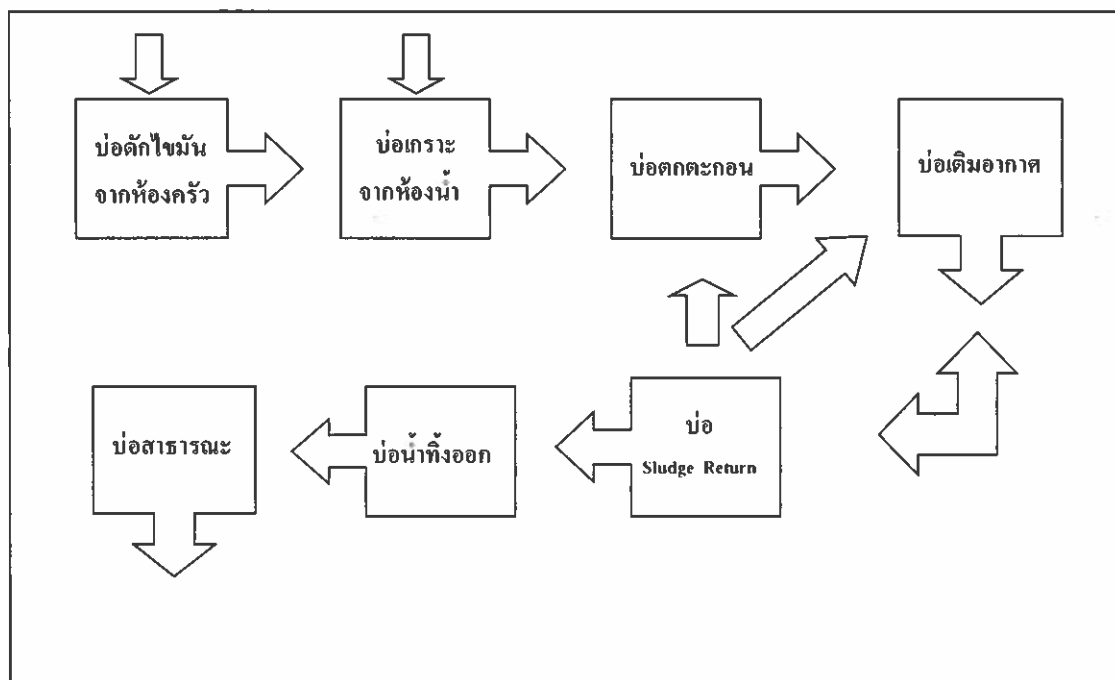 บ่อดักไขมัน
จากห้องครัว
บ่อเกราะ
จากห้องน้ำ
บ่อตกตะกอน
บ่อเติมอากาศ
บ่อสาธารณะ
บ่อน้ำทิ้งออก
บ่อ
Sludge Return